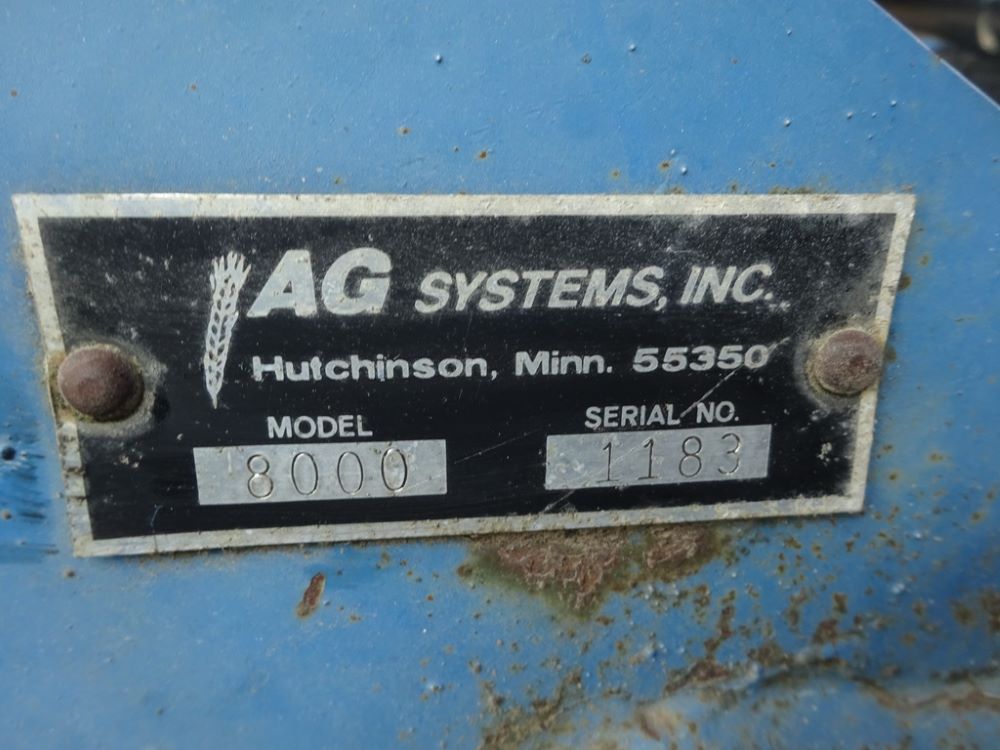 AG SYSTEMS, INC.
Hutchinson, Minn. 55350
MODEL SERIAL NO.
8000 1183